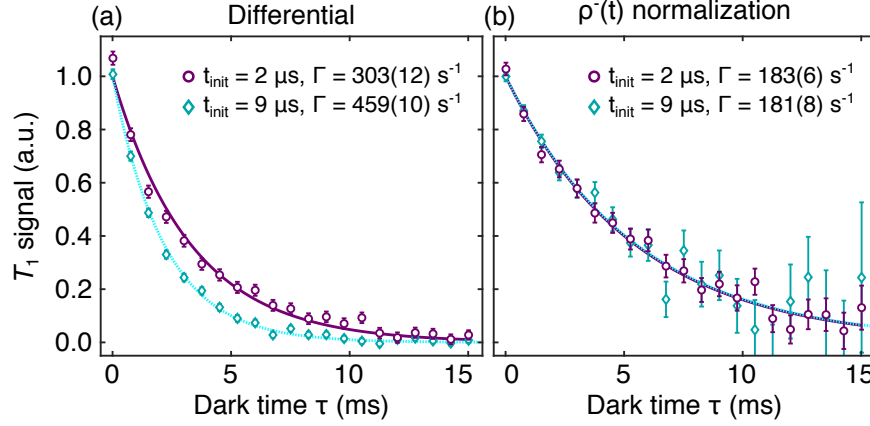 (a) Differential
(b) ρ⁻(t) normalization
T₁ signal (a.u.)
1.0
0.8
0.6
0.4
0.2
0.0
t_init = 2 μs, Γ = 303(12) s⁻¹
t_init = 9 μs, Γ = 459(10) s⁻¹
0 5 10 15
Dark time τ (ms)
t_init = 2 μs, Γ = 183(6) s⁻¹
t_init = 9 μs, Γ = 181(8) s⁻¹
0 5 10 15
Dark time τ (ms)